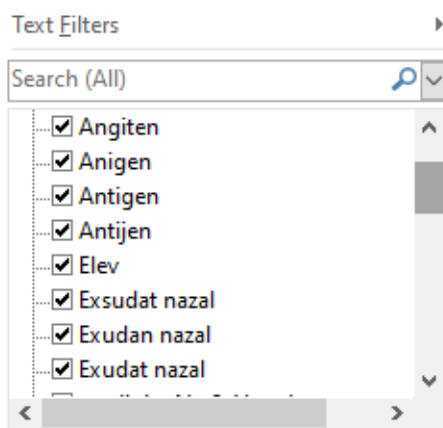 Text Filters
Search (All)
Angiten
Anigen
Antigen
Antijen
Elev
Exsudat nazal
Exudan nazal
Exudat nazal